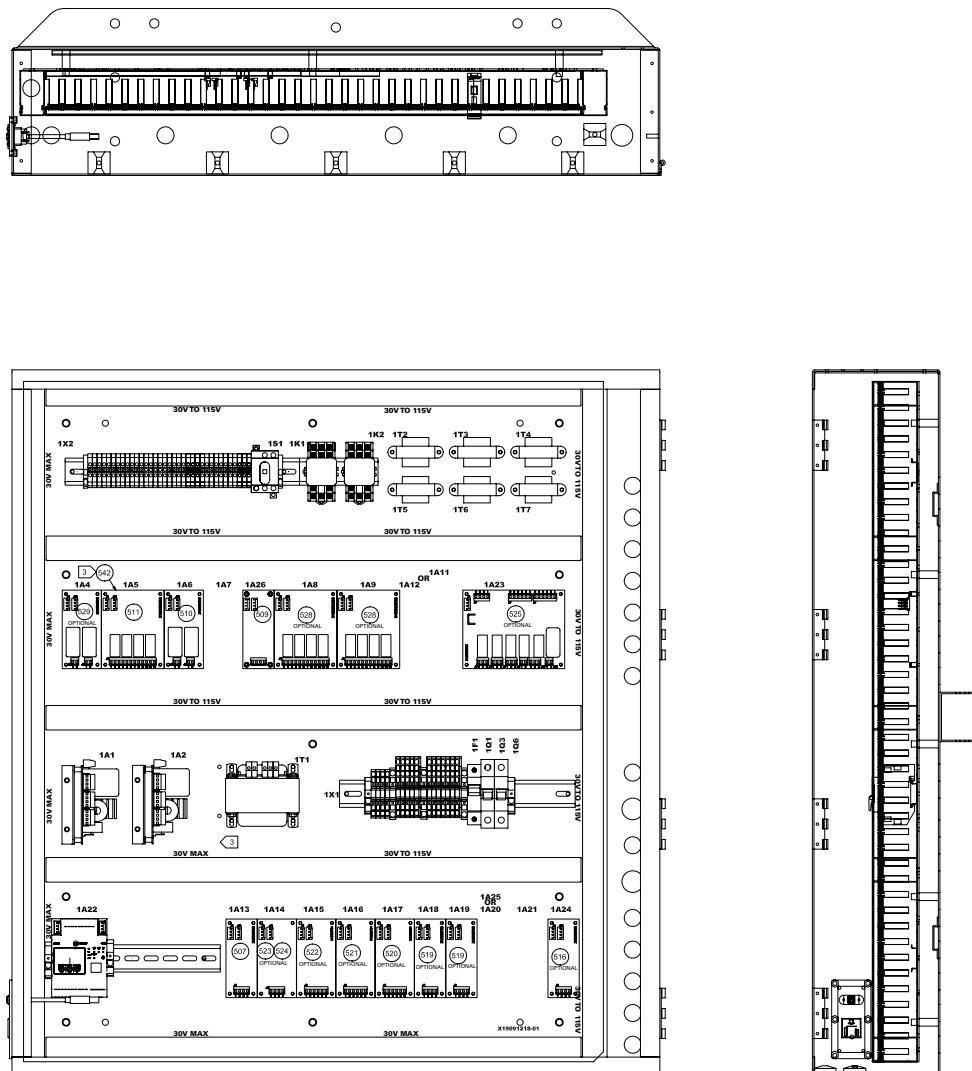 30V TO 115V 30V TO 115V
1X2 1S1 1K1 1K2 1T2 1T3 1T4
30V MAX 30V TO 115V
1T5 1T6 1T7
30V TO 115V 30V TO 115V
3 542
1A4 1A5 1A6 1A7 1A26 1A8 1A9 1A12 OR 1A11 1A23
30V MAX 30V TO 115V
529 511 510 509 528 528 525
OPTIONAL OPTIONAL OPTIONAL OPTIONAL
30V TO 115V 30V TO 115V
1A1 1A2 1T1 1F1 1Q1 1Q3 1Q6
30V MAX 1X1 30V TO 115V
3
30V MAX 30V TO 115V
1A25
OR
1A22 1A13 1A14 1A15 1A16 1A17 1A18 1A19 1A20 1A21 1A24
30V MAX
507 523 524 522 521 520 519 519 516
OPTIONAL OPTIONAL OPTIONAL OPTIONAL OPTIONAL OPTIONAL OPTIONAL
30V TO 115V
30V MAX 30V MAX X19091218-01